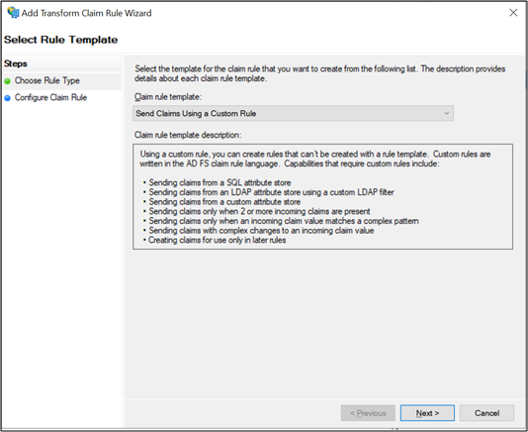 Add Transform Claim Rule Wizard
Select Rule Template
Steps
Choose Rule Type
Configure Claim Rule
Select the template for the claim rule that you want to create from the following list. The description provides
details about each claim rule template.
Claim rule template:
Send Claims Using a Custom Rule
Claim rule template description:
Using a custom rule, you can create rules that can't be created with a rule template. Custom rules are
written in the AD FS claim rule language. Capabilities that require custom rules include:
• Sending claims from a SQL attribute store
• Sending claims from an LDAP attribute store using a custom LDAP filter
• Sending claims from a custom attribute store
• Sending claims only when 2 or more incoming claims are present
• Sending claims only when an incoming claim value matches a complex pattern
• Sending claims with complex changes to an incoming claim value
• Creating claims for use only in later rules
< Previous
Next >
Cancel